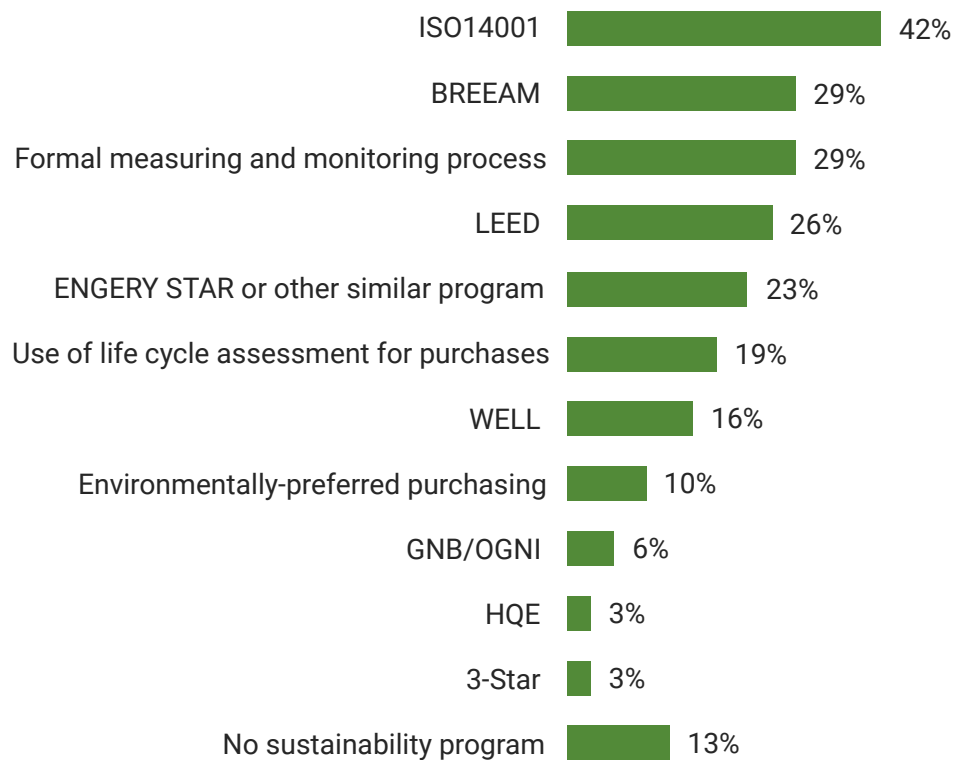 ISO14001 42%
BREEAM 29%
Formal measuring and monitoring process 29%
LEED 26%
ENGERY STAR or other similar program 23%
Use of life cycle assessment for purchases 19%
WELL 16%
Environmentally-preferred purchasing 10%
GNB/OGNI 6%
HQE 3%
3-Star 3%
No sustainability program 13%